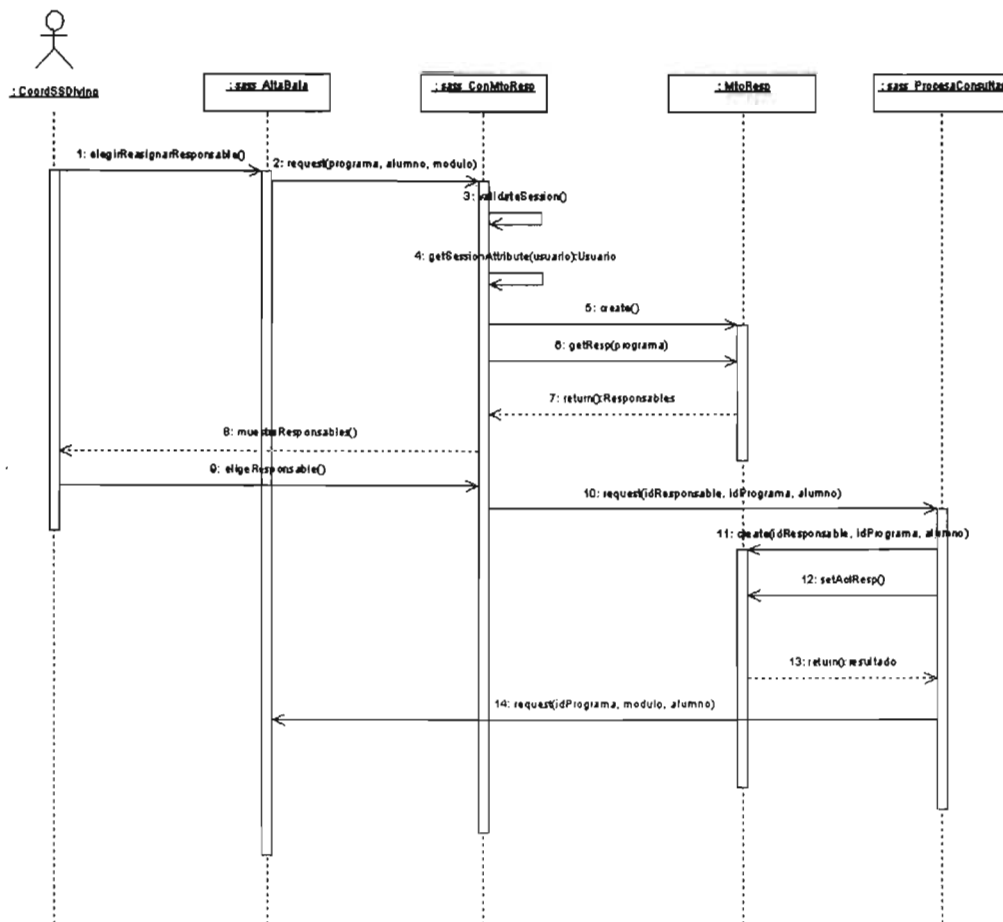 : CoordSSDivino
: sass_AltaBaja
: sass_ConMtoResp
: MtoResp
: sass_ProcesaConsultas
1: elegirReasignarResponsable()
2: request(programa, alumno, modulo)
3: validateSession()
4: getSessionAttribute(usuario):Usuario
5: create()
6: getResp(programa)
7: return():Responsables
8: muestraResponsables()
9: eligeResponsable()
10: request(idResponsable, idPrograma, alumno)
11: create(idResponsable, idPrograma, alumno)
12: setActResp()
13: return():resultado
14: request(idPrograma, modulo, alumno)